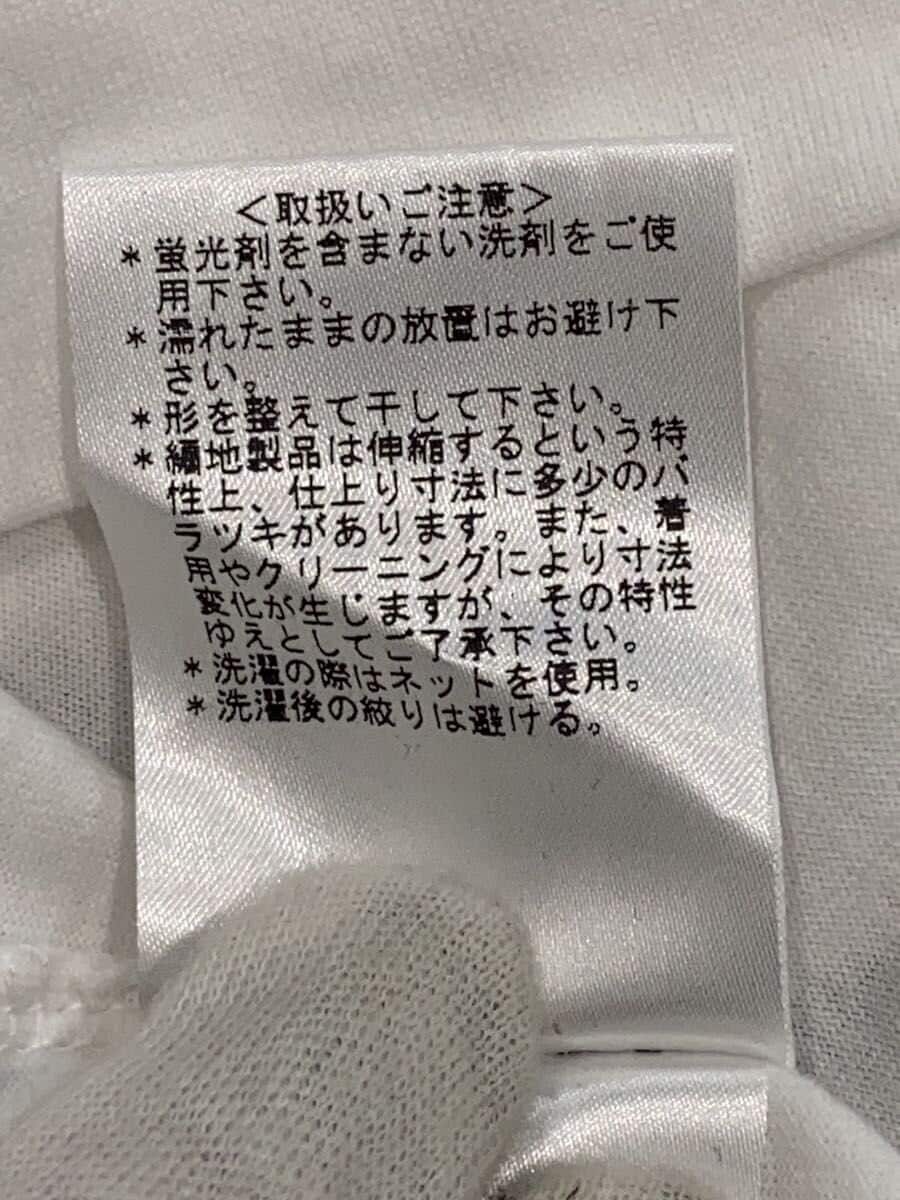 <取扱いご注意>
*蛍光剤を含まない洗剤をご使
用下さい。
*濡れたままの放置はお避け下
さい。
*形を整えて干して下さい。
*編地製品は伸縮するという特
性上、仕上り寸法に多少のバ
ラツキがあります。また、着
用やクリーニングにより寸法
変化が生じますが、その特性
ゆえとしてご了承下さい。
*洗濯の際はネットを使用。
*洗濯後の絞りは避ける。